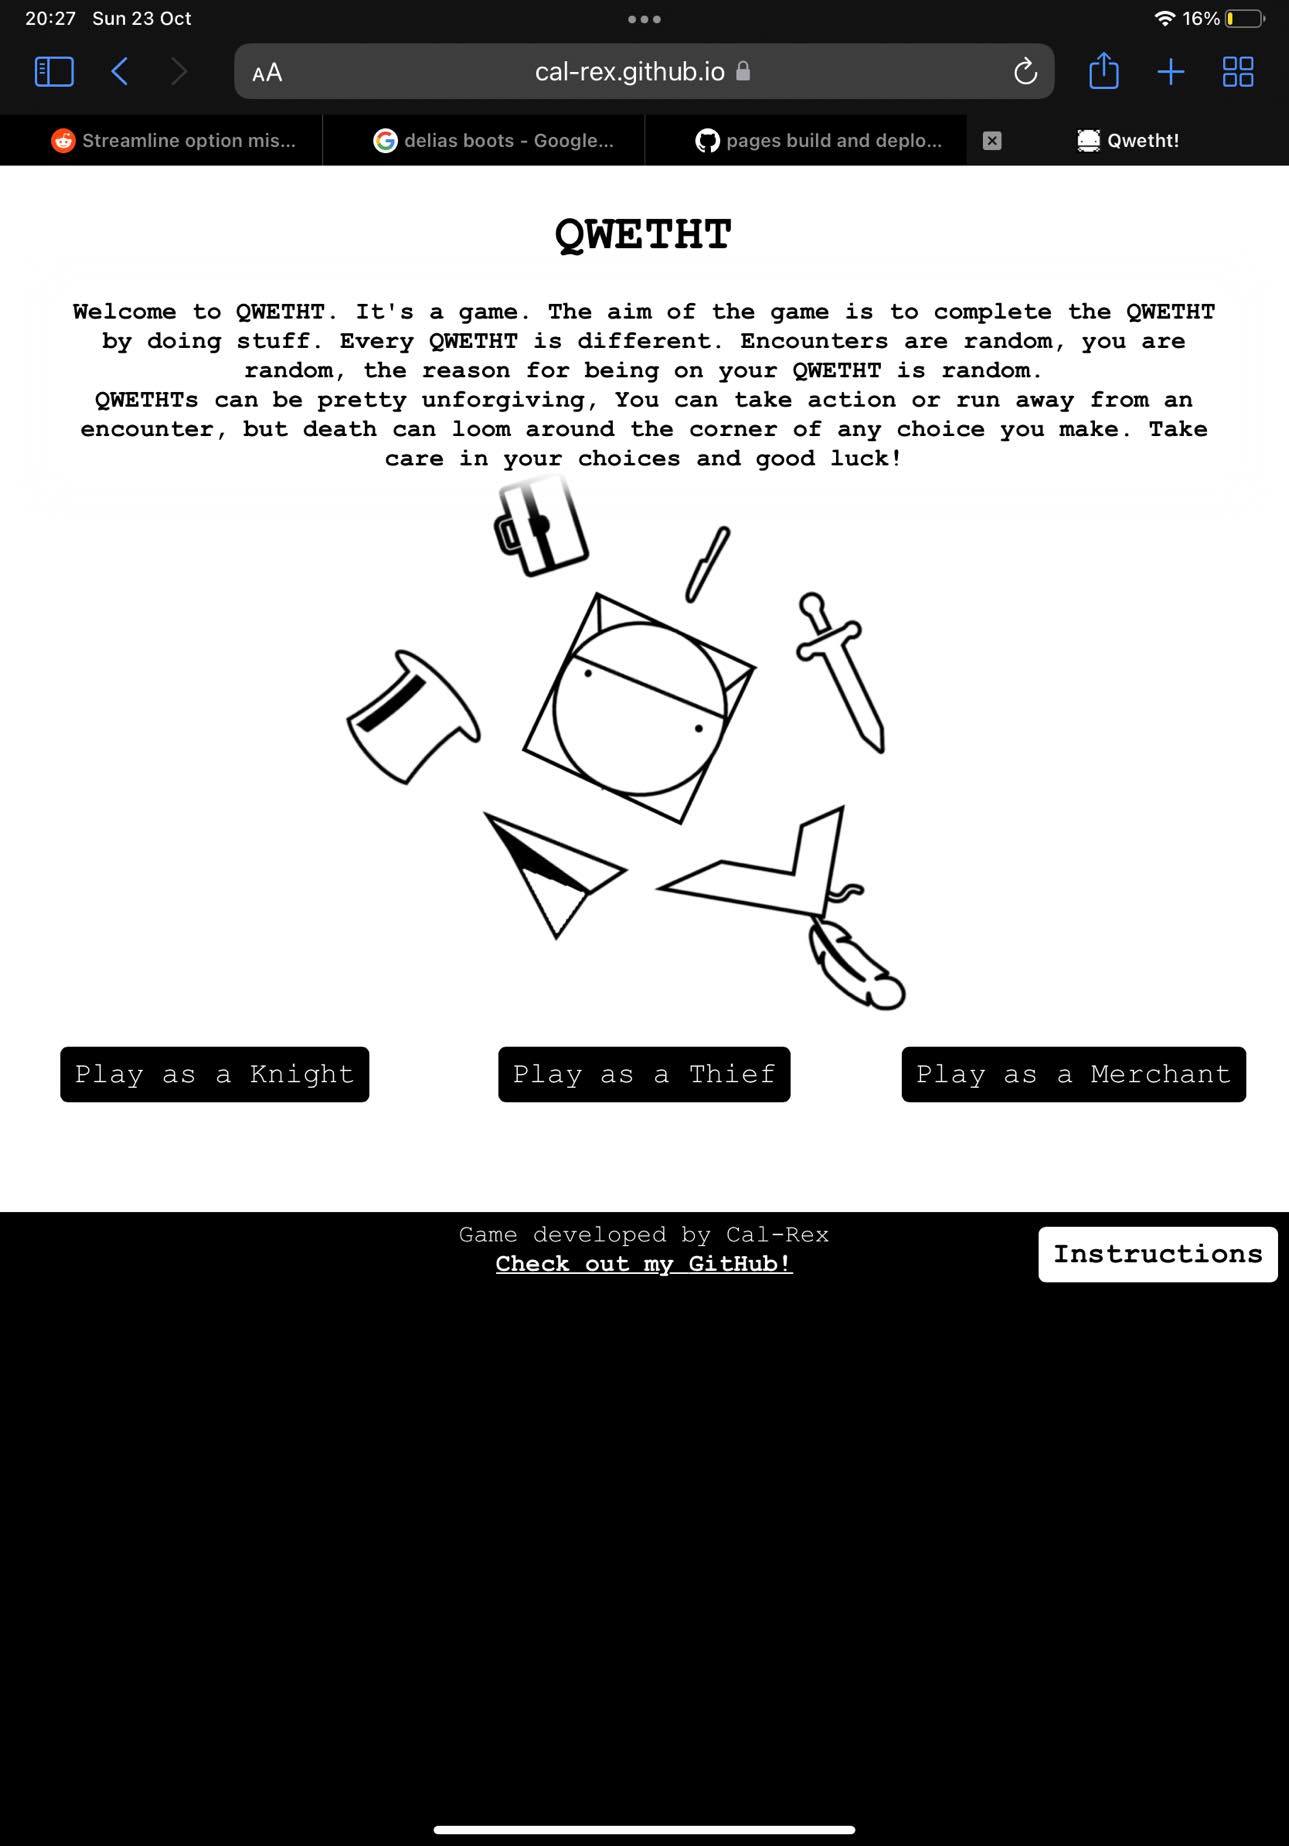 20:27 Sun 23 Oct
16%
AA
cal-rex.github.io
Streamline option mis...
delias boots - Google...
pages build and deplo...
Qwetht!
QWETHT
Welcome to QWETHT. It's a game. The aim of the game is to complete the QWETHT
by doing stuff. Every QWETHT is different. Encounters are random, you are
random, the reason for being on your QWETHT is random.
QWETHTs can be pretty unforgiving, You can take action or run away from an
encounter, but death can loom around the corner of any choice you make. Take
care in your choices and good luck!
Play as a Knight
Play as a Thief
Play as a Merchant
Game developed by Cal-Rex
Check out my GitHub!
Instructions